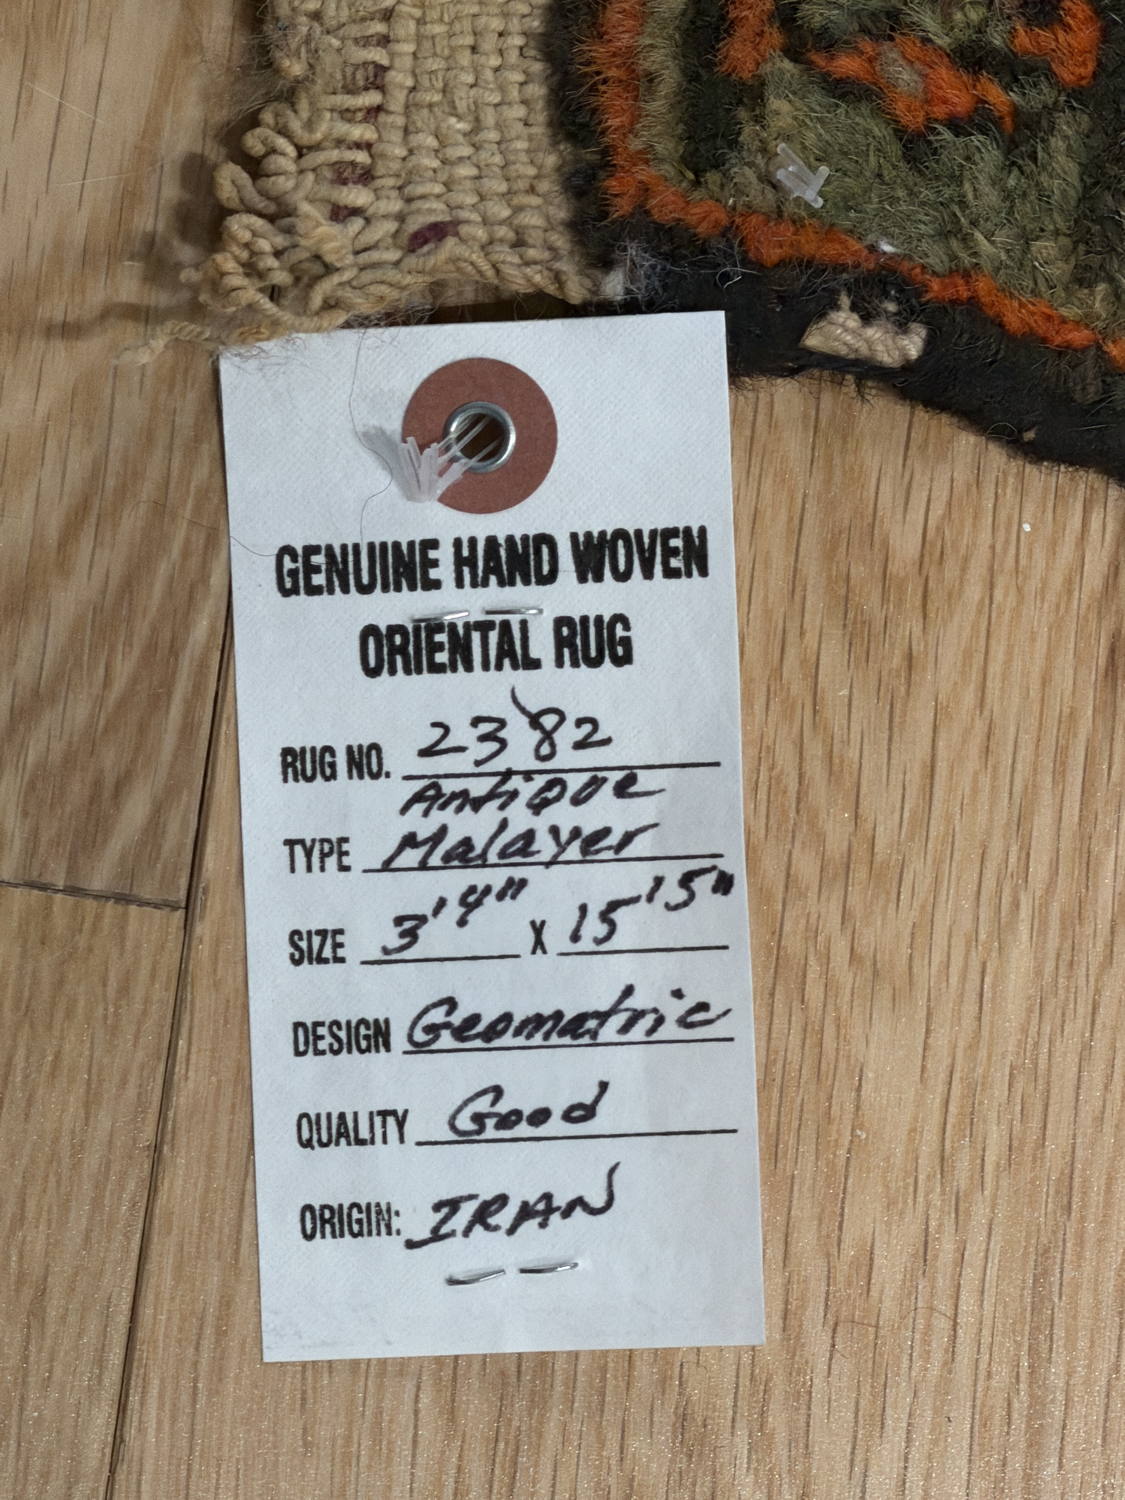 GENUINE HAND WOVEN
ORIENTAL RUG
RUG NO. 2382
Antique
TYPE Malayer
SIZE 3'4" X 15'5"
DESIGN Geomatric
QUALITY Good
ORIGIN: IRAN